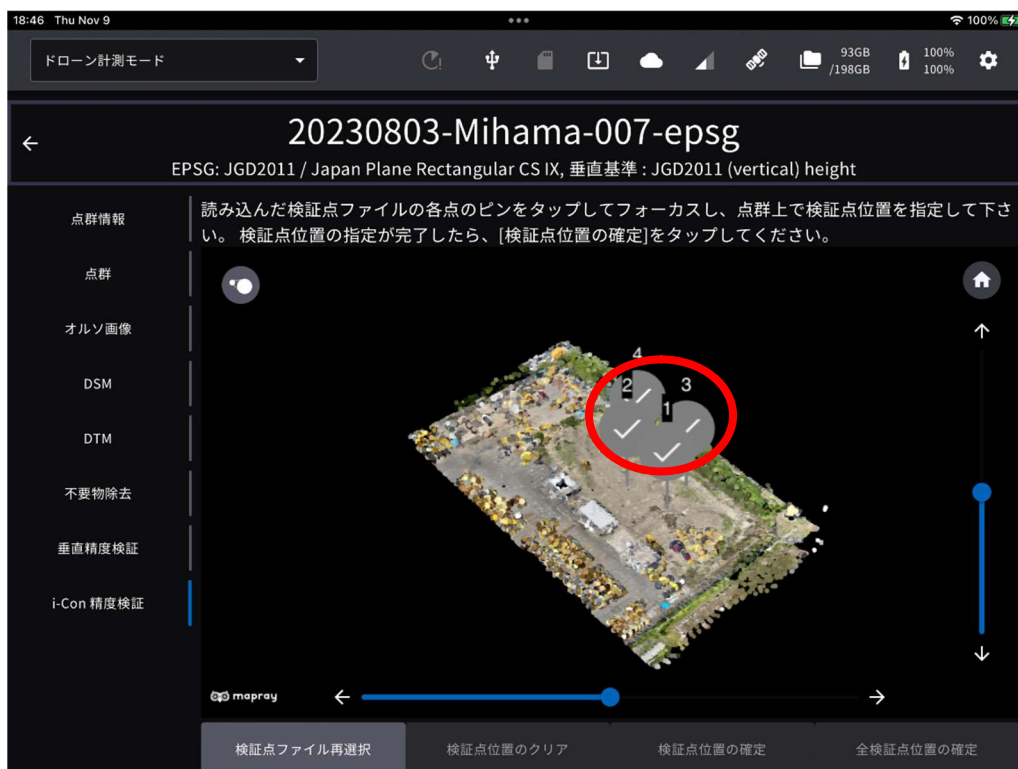 18:46 Thu Nov 9
100%
ドローン計測モード
93GB
/198GB
100%
100%
20230803-Mihama-007-epsg
EPSG: JGD2011 / Japan Plane Rectangular CS IX, 垂直基準 : JGD2011 (vertical) height
点群情報
点群
オルソ画像
DSM
DTM
不要物除去
垂直精度検証
i-Con 精度検証
読み込んだ検証点ファイルの各点のピンをタップしてフォーカスし、点群上で検証点位置を指定して下さ
い。 検証点位置の指定が完了したら、[検証点位置の確定]をタップしてください。
4
2
3
1
mapray
検証点ファイル再選択
検証点位置のクリア
検証点位置の確定
全検証点位置の確定